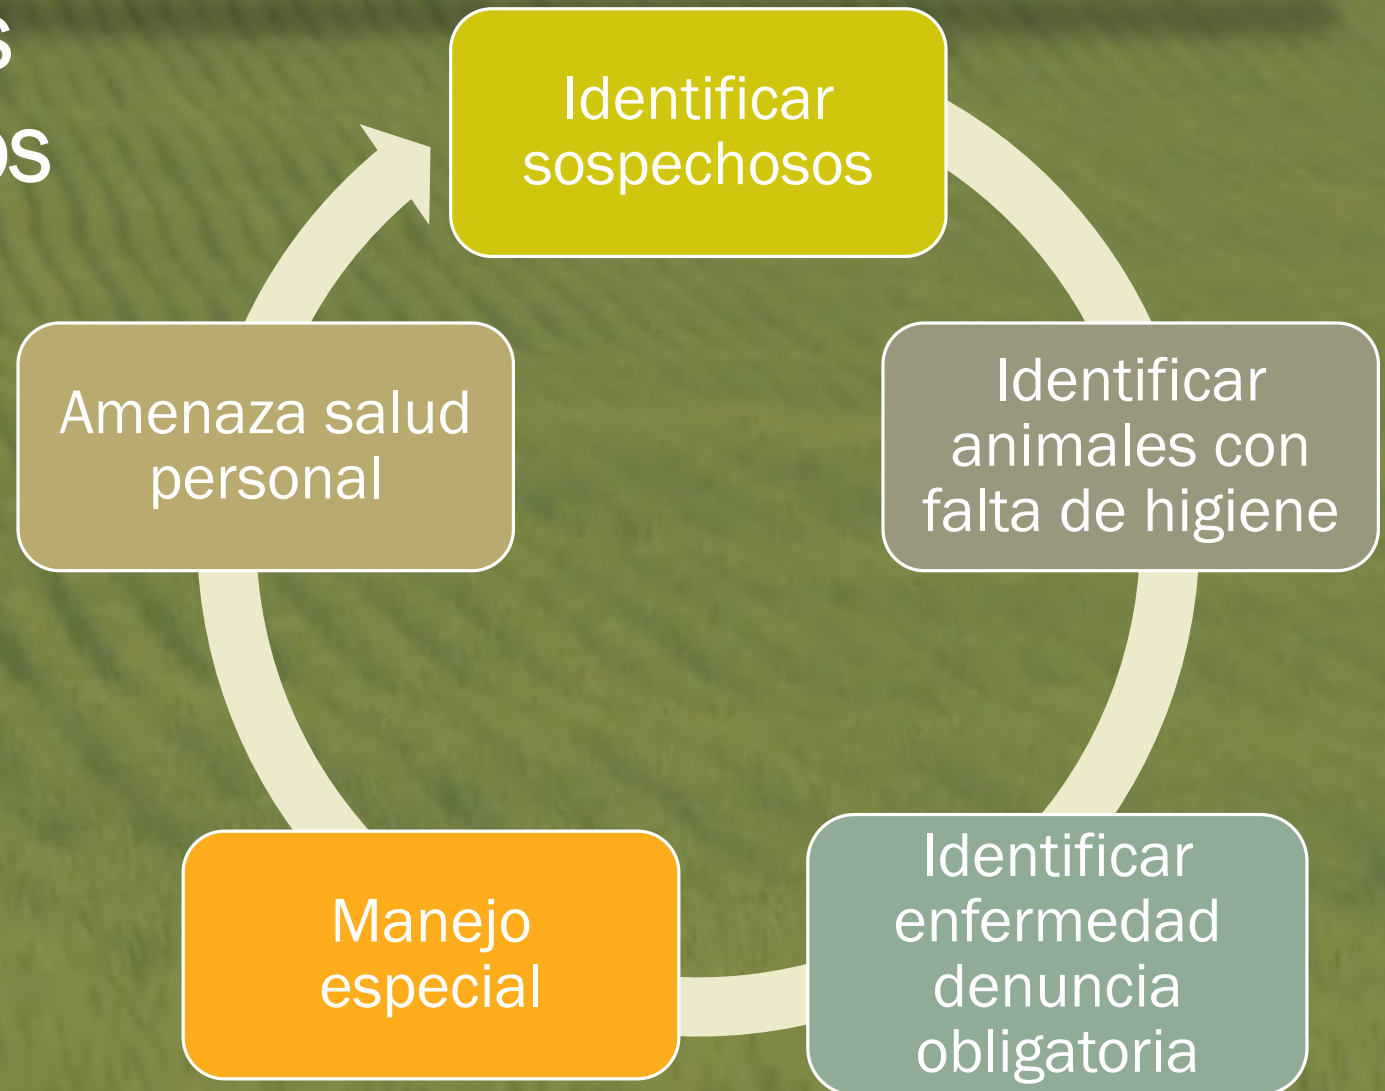 Identificar
sospechosos
Identificar
animales con
falta de higiene
Identificar
enfermedad
denuncia
obligatoria
Manejo
especial
Amenaza salud
personal